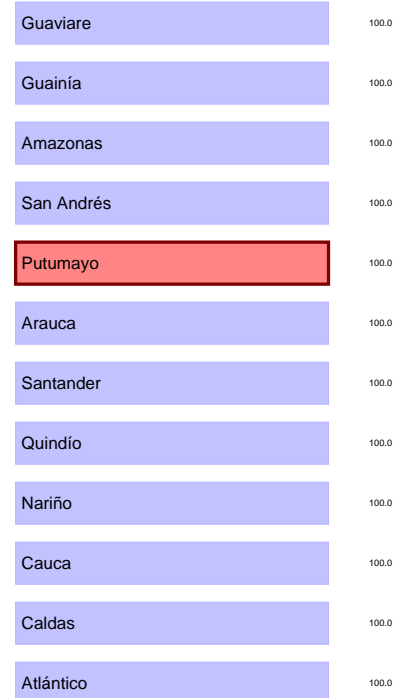 Guaviare 100.0
Guainía 100.0
Amazonas 100.0
San Andrés 100.0
Putumayo 100.0
Arauca 100.0
Santander 100.0
Quindío 100.0
Nariño 100.0
Cauca 100.0
Caldas 100.0
Atlántico 100.0